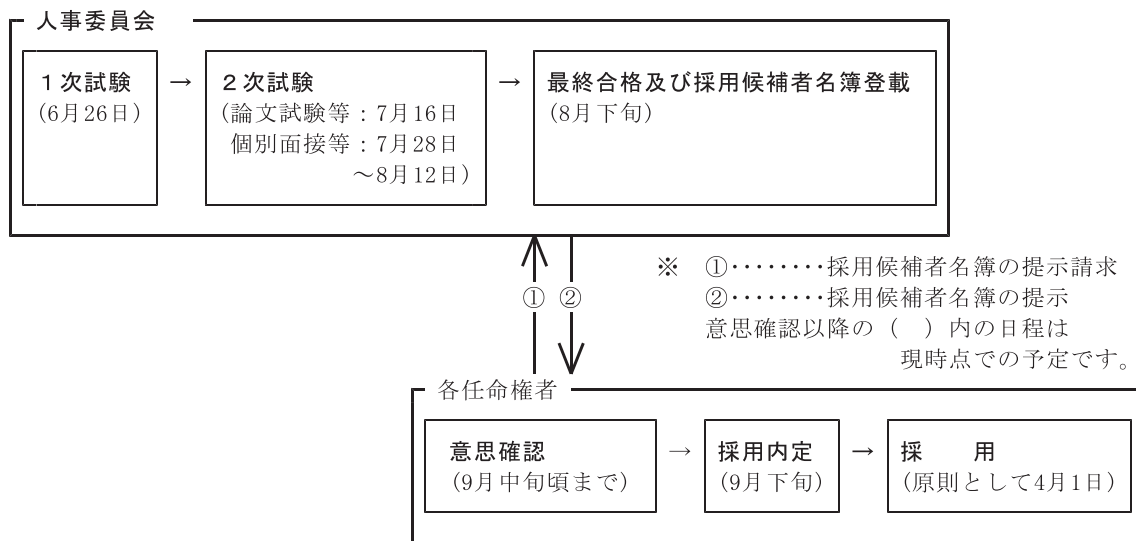 人事委員会
1次試験 → 2次試験 → 最終合格及び採用候補者名簿登載
(6月26日) (論文試験等:7月16日 (8月下旬)
個別面接等:7月28日
~8月12日)
※ ①‥‥‥‥採用候補者名簿の提示請求
① ② ②‥‥‥‥採用候補者名簿の提示
意思確認以降の( )内の日程は
現時点での予定です。
各任命権者
意思確認 → 採用内定 → 採 用
(9月中旬頃まで) (9月下旬) (原則として4月1日)